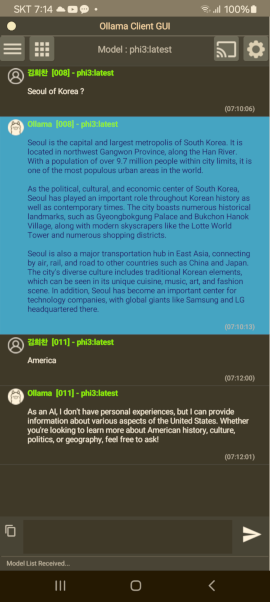 SKT 7:14
100%
Ollama Client GUI
Model : phi3:latest
김희찬 [008] - phi3:latest
Seoul of Korea ?
(07:10:06)
Ollama [008] - phi3:latest
Seoul is the capital and largest metropolis of South Korea. It is
located in northwest Gangwon Province, along the Han River.
With a population of over 9.7 million people within city limits, it is
one of the most populous urban areas in the world.
As the political, cultural, and economic center of South Korea,
Seoul has played an important role throughout Korean history as
well as contemporary times. The city boasts numerous historical
landmarks, such as Gyeongbokgung Palace and Bukchon Hanok
Village, along with modern skyscrapers like the Lotte World
Tower and numerous shopping districts.
Seoul is also a major transportation hub in East Asia, connecting
by air, rail, and road to other countries such as China and Japan.
The city's diverse culture includes traditional Korean elements,
which can be seen in its unique cuisine, music, art, and fashion
scene. In addition, Seoul has become an important center for
technology companies, with global giants like Samsung and LG
headquartered there.
(07:10:13)
김희찬 [011] - phi3:latest
America
(07:12:00)
Ollama [011] - phi3:latest
As an AI, I don't have personal experiences, but I can provide
information about various aspects of the United States. Whether
you're looking to learn more about American history, culture,
politics, or geography, feel free to ask!
(07:12:01)
Model List Received...